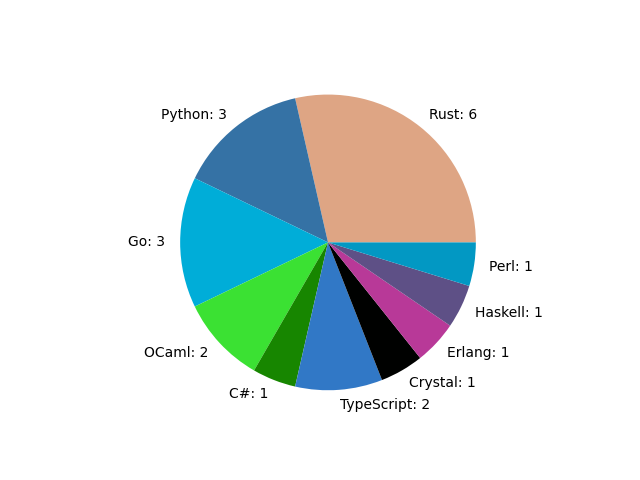 Rust: 6
Python: 3
Go: 3
OCaml: 2
C#: 1
TypeScript: 2
Crystal: 1
Erlang: 1
Haskell: 1
Perl: 1